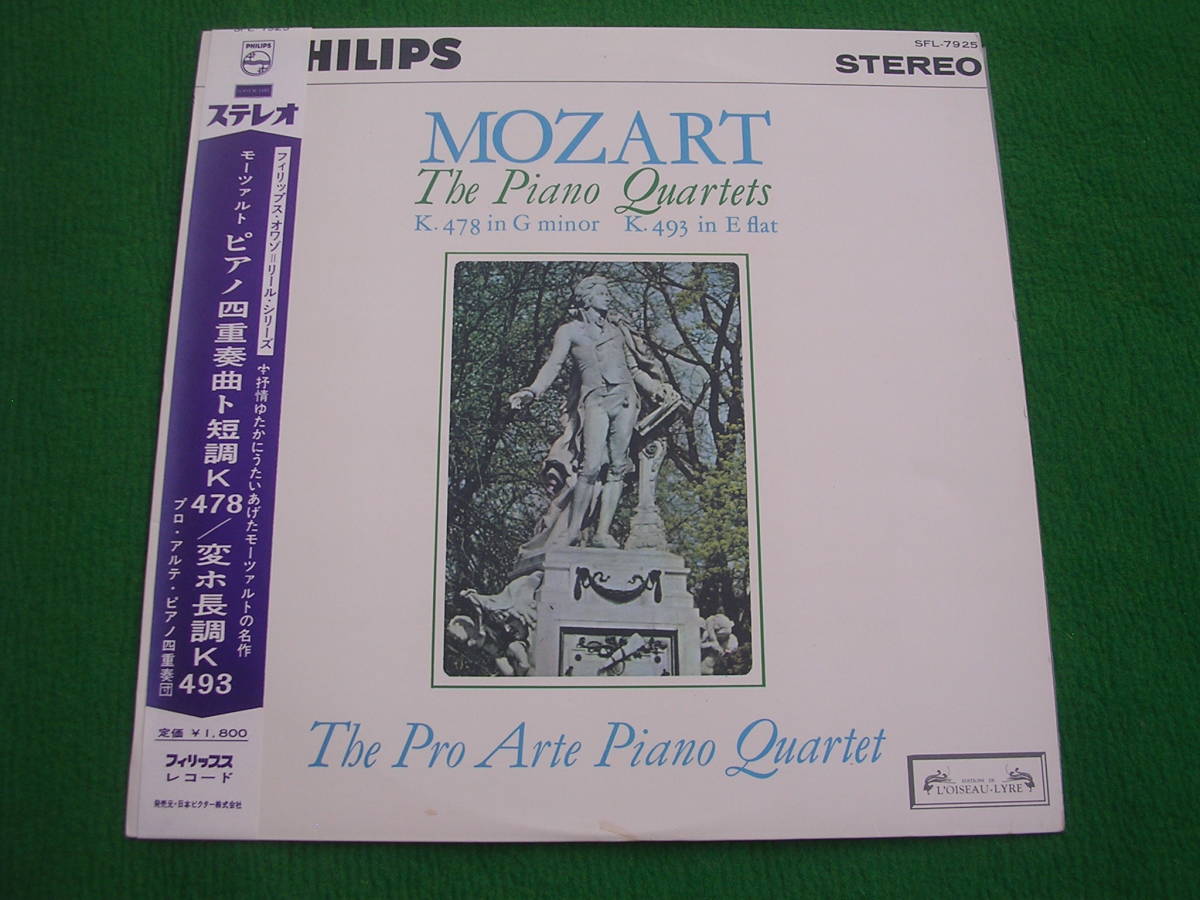 SFL-7925
PHILIPS
ステレオ
フィリップス・オワゾ=リール・シリーズ
抒情ゆたかにうたいあげたモーツァルトの名作
モーツァルト ピアノ四重奏曲ト短調K478/変ホ長調K493
プロ・アルテ・ピアノ四重奏団
定価 ¥1,800
フィリップス
レコード
発売元・日本ビクター株式会社
HILIPS
SFL-7925
STEREO
MOZART
The Piano Quartets
K. 478 in G minor K. 493 in E flat
The Pro Arte Piano Quartet
EDITIONS DE
L'OISEAU-LYRE